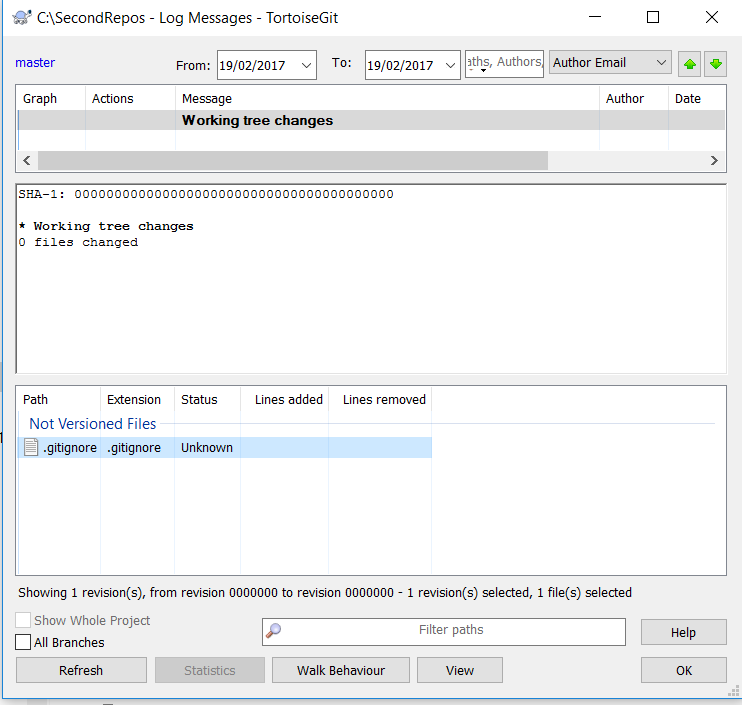 C:\SecondRepos - Log Messages - TortoiseGit
master From: 19/02/2017 To: 19/02/2017 aths, Authors, Author Email
Graph Actions Message Author Date
Working tree changes
SHA-1: 0000000000000000000000000000000000000000
* Working tree changes
0 files changed
Path Extension Status Lines added Lines removed
Not Versioned Files
.gitignore .gitignore Unknown
Showing 1 revision(s), from revision 0000000 to revision 0000000 - 1 revision(s) selected, 1 file(s) selected
Show Whole Project
Filter paths
Help
All Branches
Refresh Statistics Walk Behaviour View OK